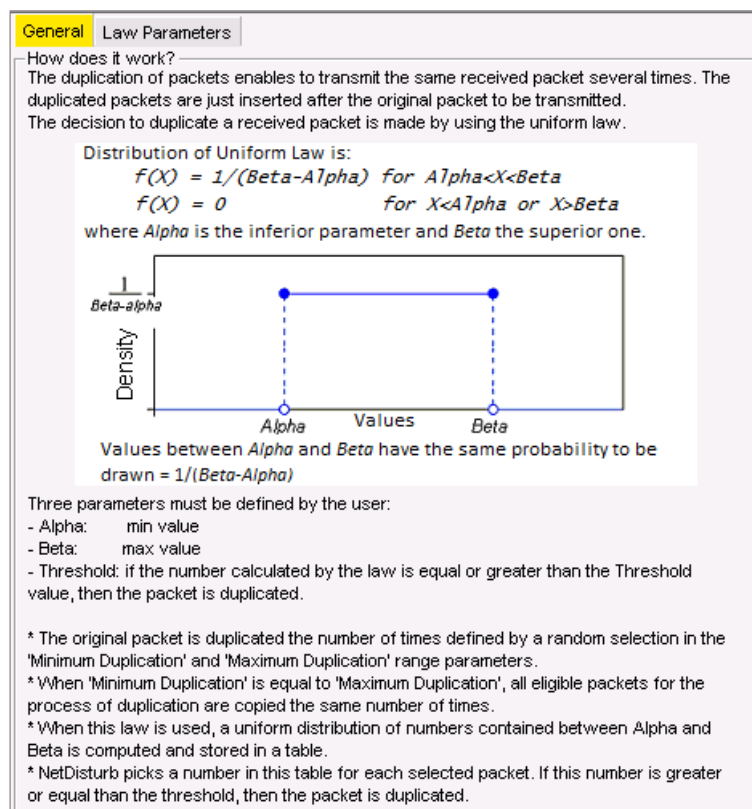 General Law Parameters
How does it work?
The duplication of packets enables to transmit the same received packet several times. The
duplicated packets are just inserted after the original packet to be transmitted.
The decision to duplicate a received packet is made by using the uniform law.
Distribution of Uniform Law is:
f(X) = 1/(Beta-Alpha) for Alpha<X<Beta
f(X) = 0 for X<Alpha or X>Beta
where Alpha is the inferior parameter and Beta the superior one.
1
Beta-alpha
Density
Alpha Values Beta
Values between Alpha and Beta have the same probability to be
drawn = 1/(Beta-Alpha)
Three parameters must be defined by the user:
- Alpha: min value
- Beta: max value
- Threshold: if the number calculated by the law is equal or greater than the Threshold
value, then the packet is duplicated.
* The original packet is duplicated the number of times defined by a random selection in the
'Minimum Duplication' and 'Maximum Duplication' range parameters.
* When 'Minimum Duplication' is equal to 'Maximum Duplication', all eligible packets for the
process of duplication are copied the same number of times.
* When this law is used, a uniform distribution of numbers contained between Alpha and
Beta is computed and stored in a table.
* NetDisturb picks a number in this table for each selected packet. If this number is greater
or equal than the threshold, then the packet is duplicated.